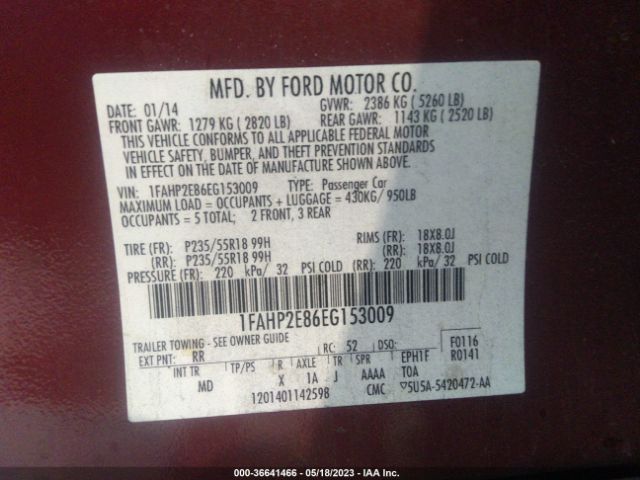 MFD. BY FORD MOTOR CO.
DATE: 01/14 GVWR: 2386 KG ( 5260 LB)
FRONT GAWR: 1279 KG ( 2820 LB) REAR GAWR: 1143 KG ( 2520 LB)
THIS VEHICLE CONFORMS TO ALL APPLICABLE FEDERAL MOTOR
VEHICLE SAFETY, BUMPER, AND THEFT PREVENTION STANDARDS
IN EFFECT ON THE DATE OF MANUFACTURE SHOWN ABOVE.
VIN: 1FAHP2E86EG153009 TYPE: Passenger Car
MAXIMUM LOAD = OCCUPANTS + LUGGAGE = 430KG/ 950LB
OCCUPANTS = 5 TOTAL; 2 FRONT, 3 REAR
TIRE (FR): P235/55R18 99H RIMS (FR): 18X8.0J
(RR): P235/55R18 99H (RR): 18X8.0J
PRESSURE (FR): 220 kPa/ 32 PSI COLD (RR): 220 kPa/ 32 PSI COLD
1FAHP2E86EG153009
TRAILER TOWING - SEE OWNER GUIDE F0116
EXT PNT: RR RC: 52 DSO: R0141
INT TR TP/PS R AXLE TR SPR EPH1F
MD X 1A J AAAA TOA
120140114259B CMC ▽5U5A-5420472-AA
000-36641466 - 05/18/2023 - IAA Inc.